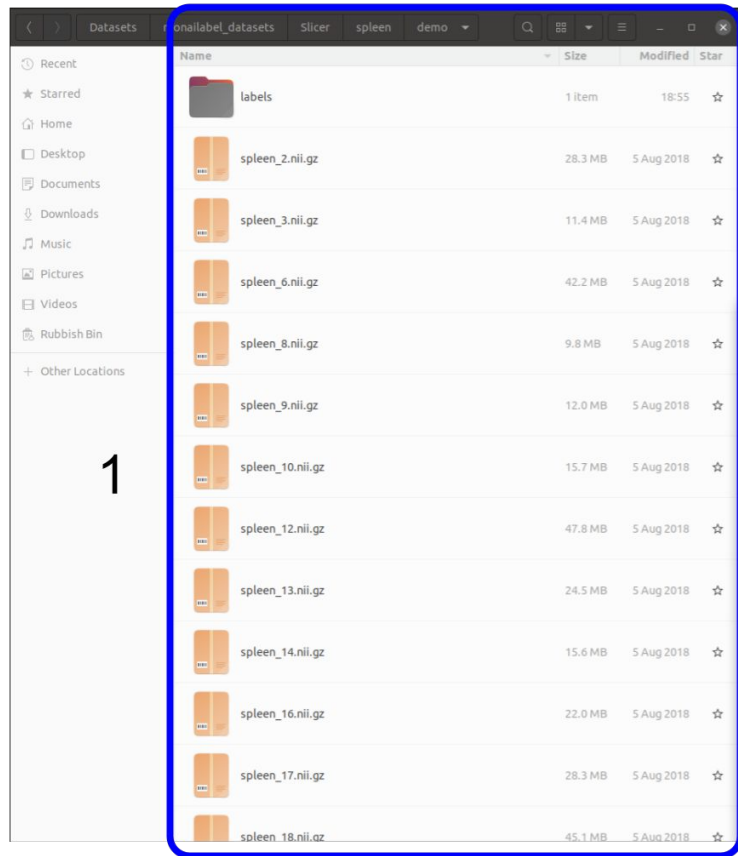 Datasets onailabel_datasets Slicer spleen demo
Recent
Starred
Home
Desktop
Documents
Downloads
Music
Pictures
Videos
Rubbish Bin
+ Other Locations
1
Name Size Modified Star
labels 1 item 18:55
spleen_2.nii.gz 28.3 MB 5 Aug 2018
spleen_3.nii.gz 11.4 MB 5 Aug 2018
spleen_6.nii.gz 42.2 MB 5 Aug 2018
spleen_8.nii.gz 9.8 MB 5 Aug 2018
spleen_9.nii.gz 12.0 MB 5 Aug 2018
spleen_10.nii.gz 15.7 MB 5 Aug 2018
spleen_12.nii.gz 47.8 MB 5 Aug 2018
spleen_13.nii.gz 24.5 MB 5 Aug 2018
spleen_14.nii.gz 15.6 MB 5 Aug 2018
spleen_16.nii.gz 22.0 MB 5 Aug 2018
spleen_17.nii.gz 28.3 MB 5 Aug 2018
spleen_18.nii.gz 45.1 MB 5 Aug 2018